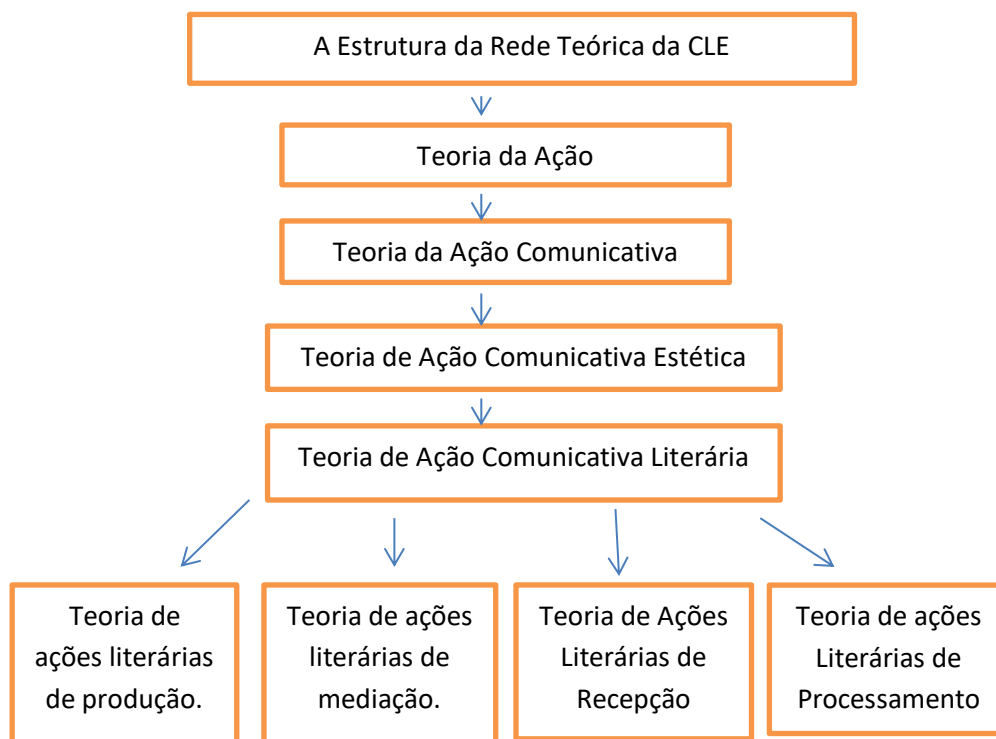 A Estrutura da Rede Teórica da CLE
Teoria da Ação
Teoria da Ação Comunicativa
Teoria de Ação Comunicativa Estética
Teoria de Ação Comunicativa Literária
Teoria de
ações literárias
de produção.
Teoria de ações
literárias de
mediação.
Teoria de Ações
Literárias de
Recepção
Teoria de ações
Literárias de
Processamento